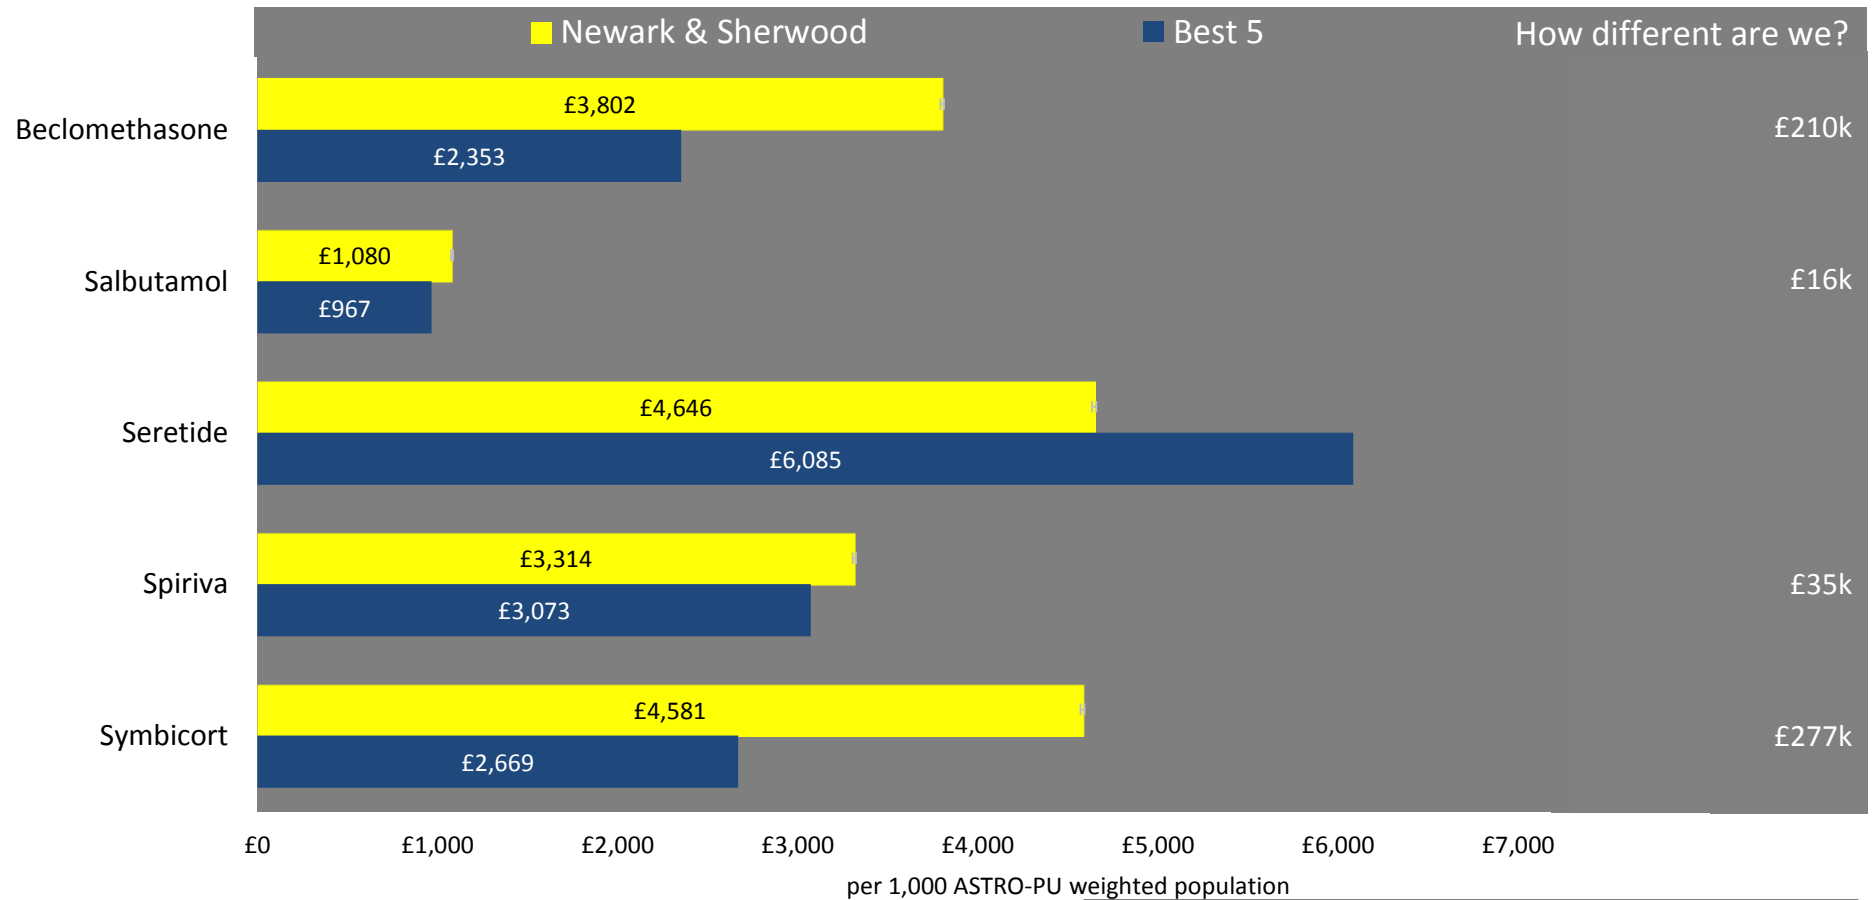 Newark & Sherwood Best 5 How different are we?
Beclomethasone £3,802 £2,353 £210k
Salbutamol £1,080 £967 £16k
Seretide £4,646 £6,085
Spiriva £3,314 £3,073 £35k
Symbicort £4,581 £2,669 £277k
£0 £1,000 £2,000 £3,000 £4,000 £5,000 £6,000 £7,000
per 1,000 ASTRO-PU weighted population